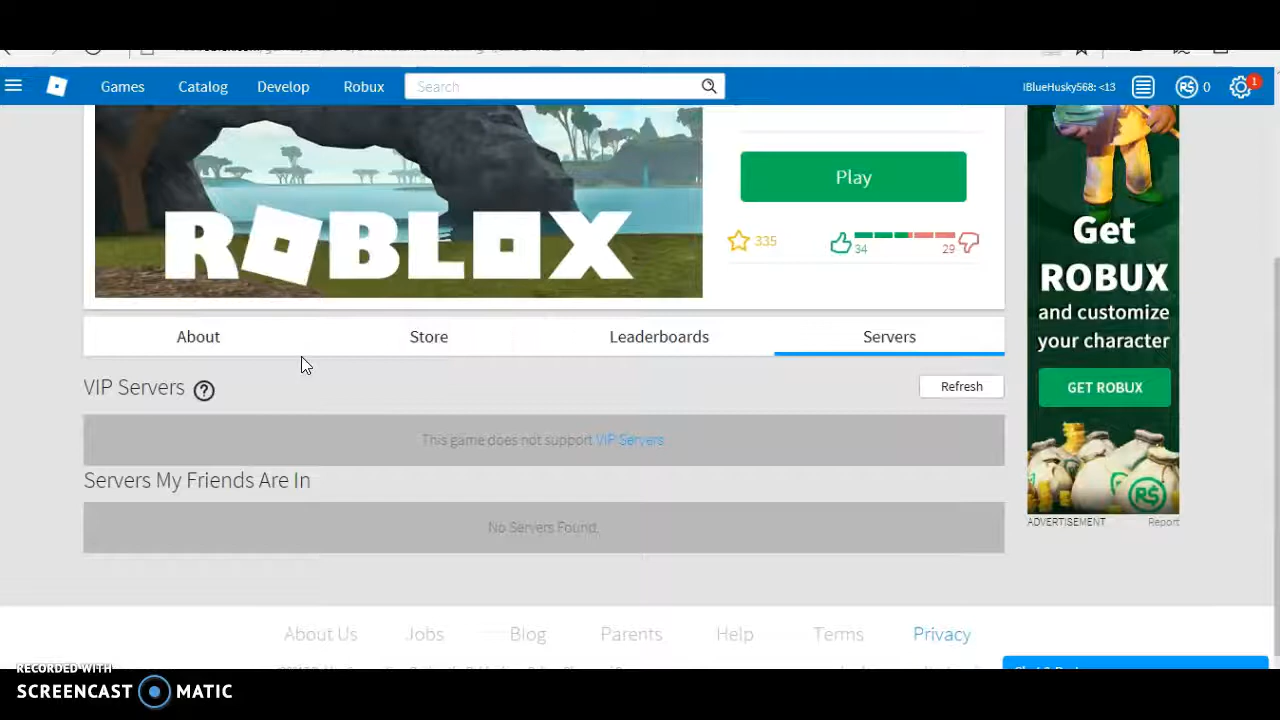 Games Catalog Develop Robux Search IBlueHusky568: <13 0 1
ROBLOX
Play
335 34 29
Get
ROBUX
and customize
your character
GET ROBUX
ADVERTISEMENT Report
About Store Leaderboards Servers
VIP Servers ?
Refresh
This game does not support VIP Servers
Servers My Friends Are In
No Servers Found.
About Us Jobs Blog Parents Help Terms Privacy
RECORDED WITH
SCREENCAST MATIC